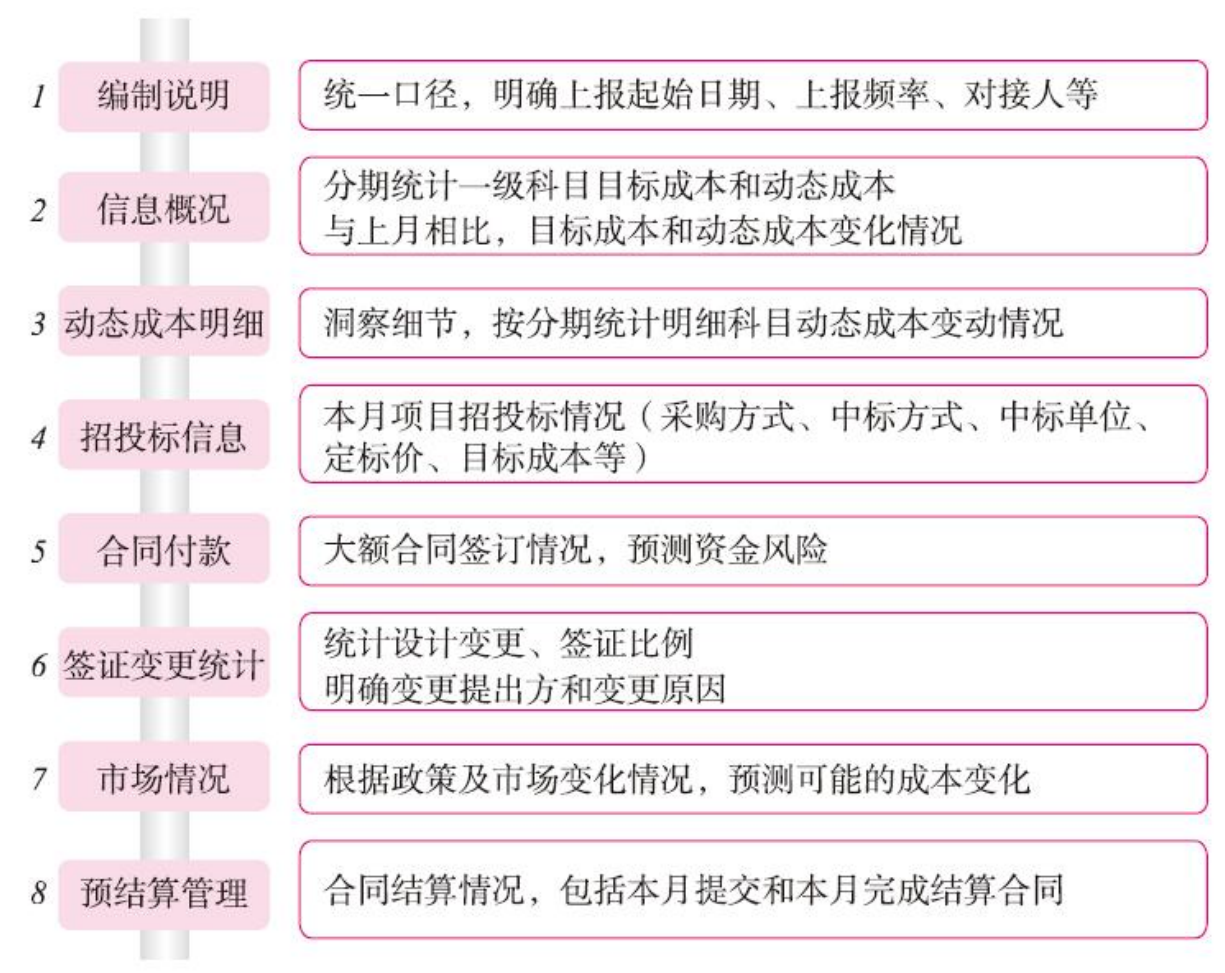 1 编制说明 统一口径，明确上报起始日期、上报频率、对接人等
2 信息概况 分期统计一级科目目标成本和动态成本
与上月相比，目标成本和动态成本变化情况
3 动态成本明细 洞察细节，按分期统计明细科目动态成本变动情况
4 招投标信息 本月项目招投标情况（采购方式、中标方式、中标单位、
定标价、目标成本等）
5 合同付款 大额合同签订情况，预测资金风险
6 签证变更统计 统计设计变更、签证比例
明确变更提出方和变更原因
7 市场情况 根据政策及市场变化情况，预测可能的成本变化
8 预结算管理 合同结算情况，包括本月提交和本月完成结算合同